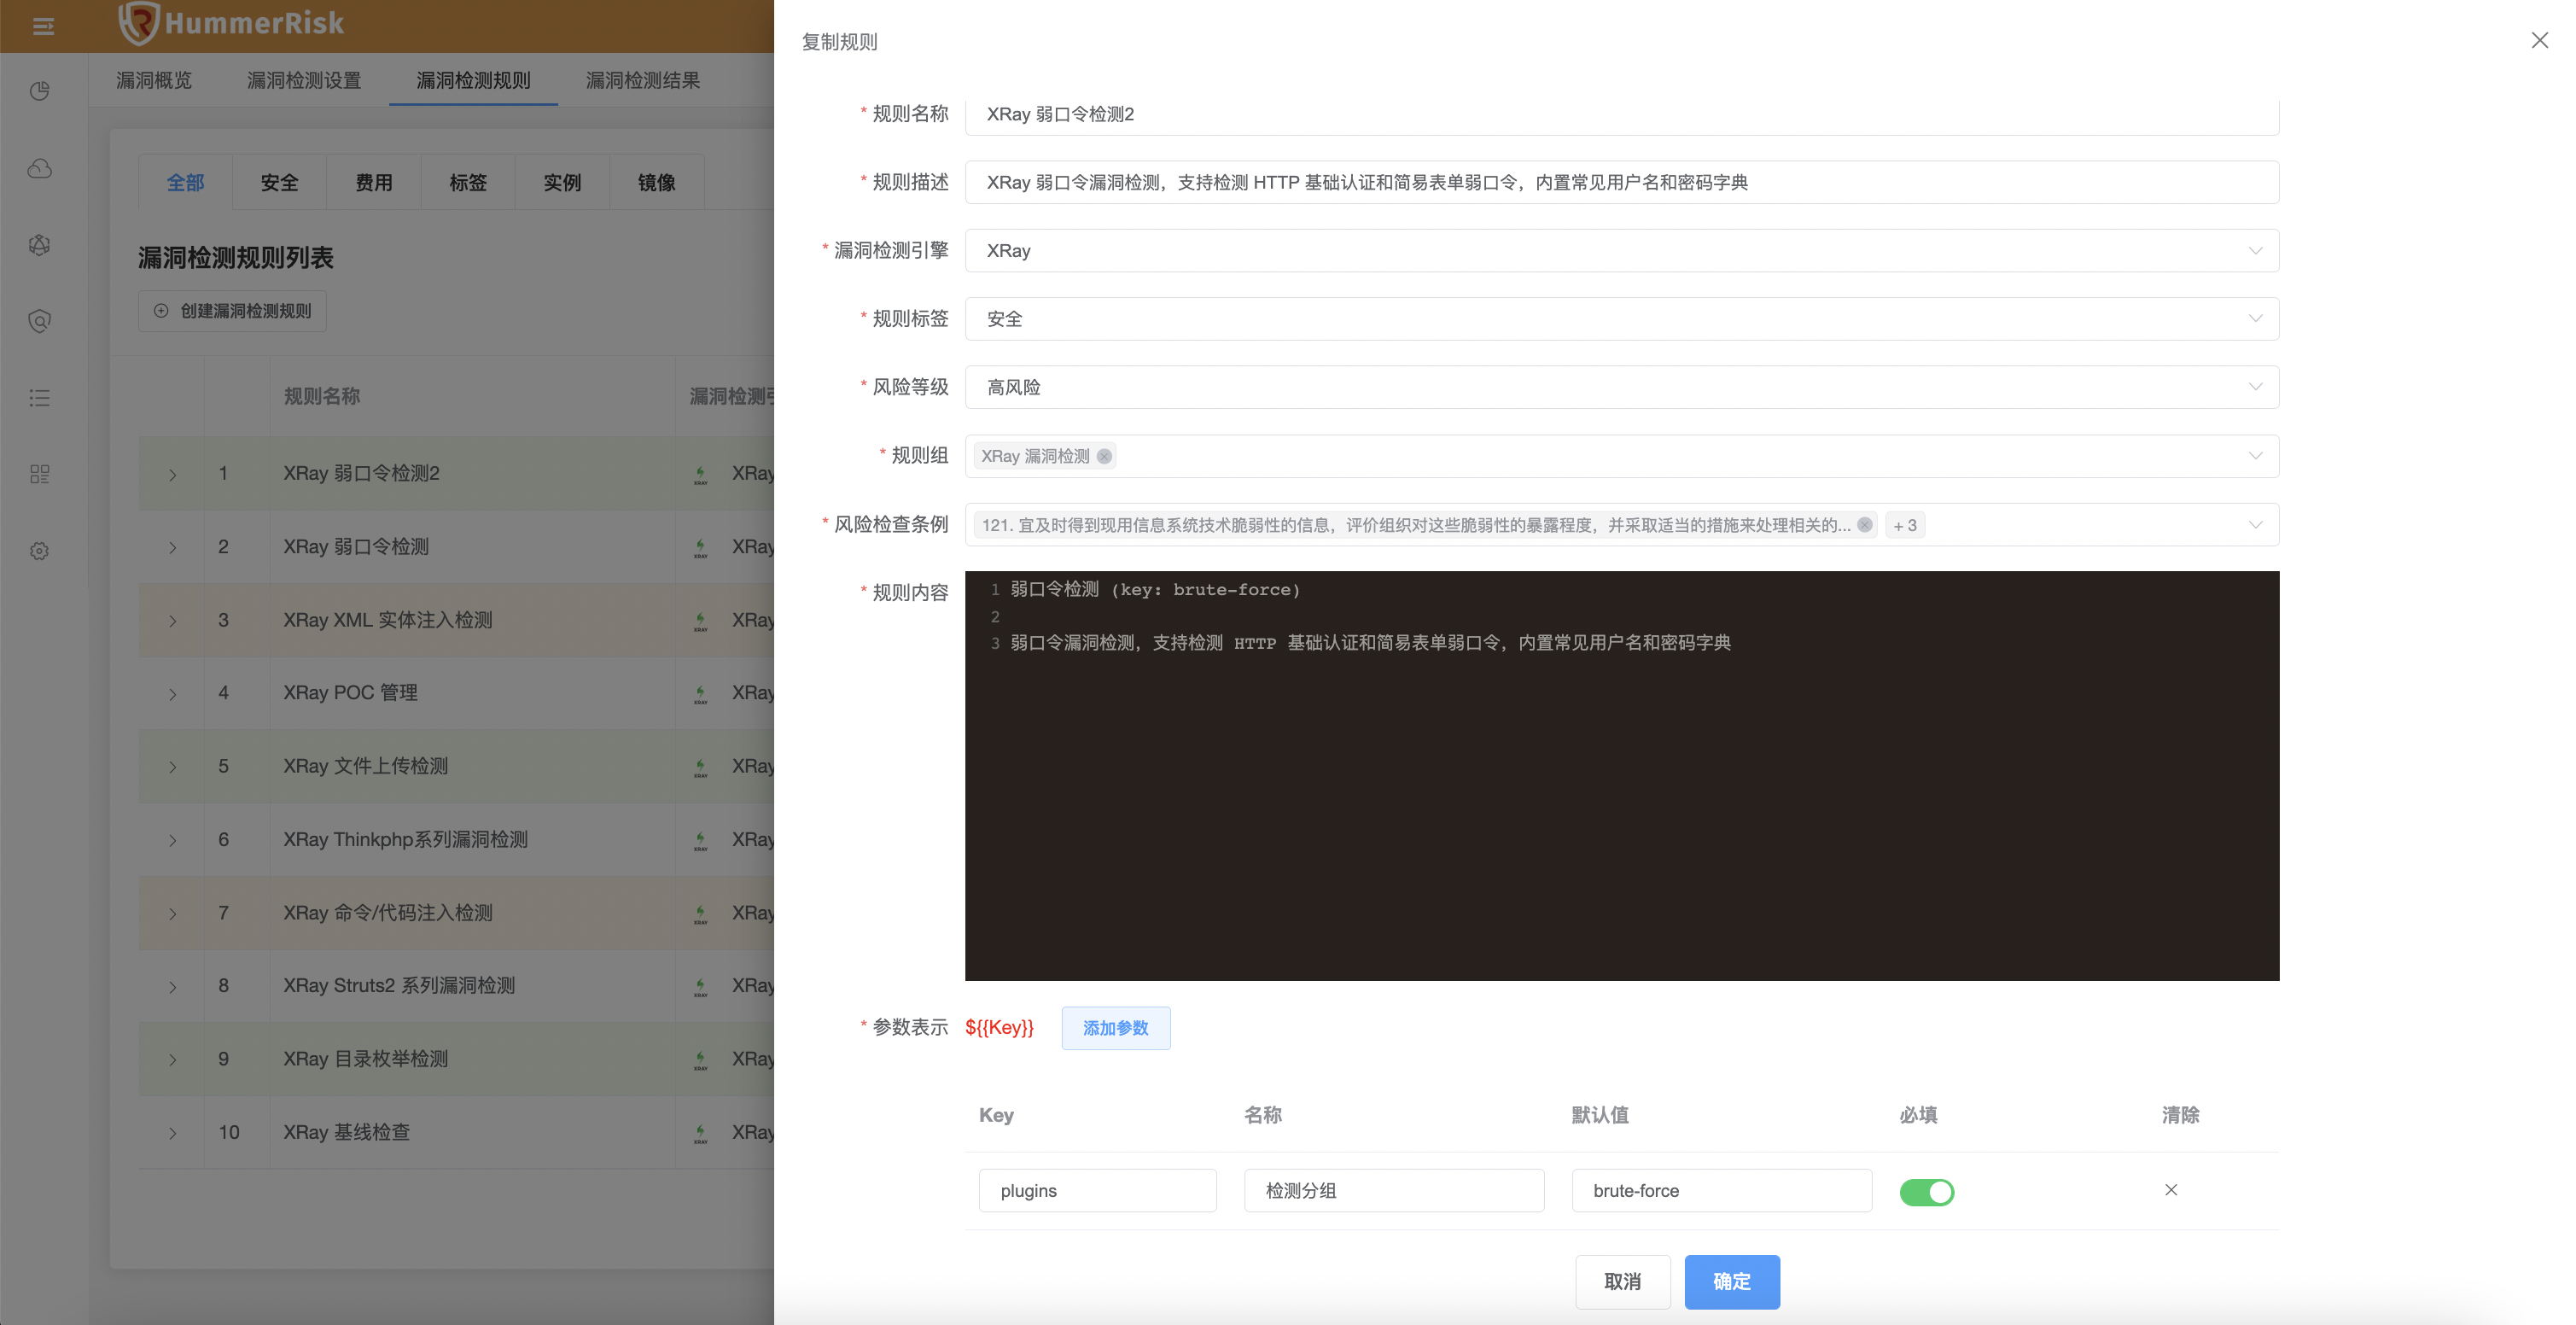 HummerRisk
漏洞概览 漏洞检测设置 漏洞检测规则 漏洞检测结果
全部 安全 费用 标签 实例 镜像
漏洞检测规则列表
创建漏洞检测规则
规则名称 漏洞检测引
1 XRay 弱口令检测2 XRay
2 XRay 弱口令检测 XRay
3 XRay XML 实体注入检测 XRay
4 XRay POC 管理 XRay
5 XRay 文件上传检测 XRay
6 XRay Thinkphp系列漏洞检测 XRay
7 XRay 命令/代码注入检测 XRay
8 XRay Struts2 系列漏洞检测 XRay
9 XRay 目录枚举检测 XRay
10 XRay 基线检查 XRay
复制规则
* 规则名称 XRay 弱口令检测2
* 规则描述 XRay 弱口令漏洞检测，支持检测 HTTP 基础认证和简易表单弱口令，内置常见用户名和密码字典
* 漏洞检测引擎 XRay
* 规则标签 安全
* 风险等级 高风险
* 规则组 XRay 漏洞检测
* 风险检查条例 121. 宜及时得到现用信息系统技术脆弱性的信息，评价组织对这些脆弱性的暴露程度，并采取适当的措施来处理相关的... + 3
* 规则内容
1 弱口令检测 (key: brute-force)
2
3 弱口令漏洞检测，支持检测 HTTP 基础认证和简易表单弱口令，内置常见用户名和密码字典
* 参数表示 ${{Key}} 添加参数
Key 名称 默认值 必填 清除
plugins 检测分组 brute-force
取消 确定